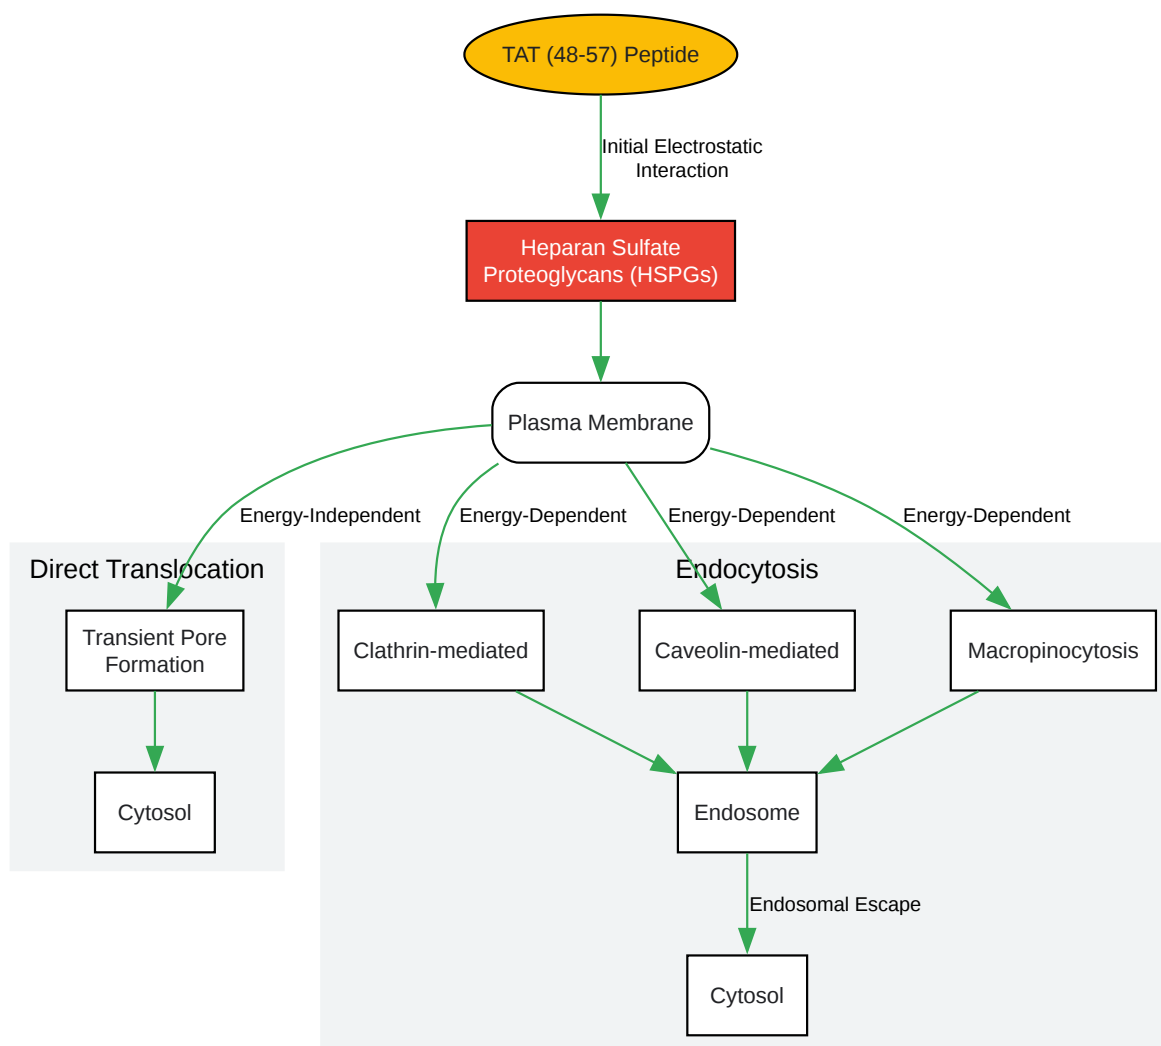 TAT (48-57) Peptide
Initial Electrostatic
Interaction
Heparan Sulfate
Proteoglycans (HSPGs)
Plasma Membrane
Energy-Independent
Energy-Dependent
Energy-Dependent
Energy-Dependent
Direct Translocation
Endocytosis
Transient Pore
Formation
Clathrin-mediated
Caveolin-mediated
Macropinocytosis
Cytosol
Endosome
Endosomal Escape
Cytosol